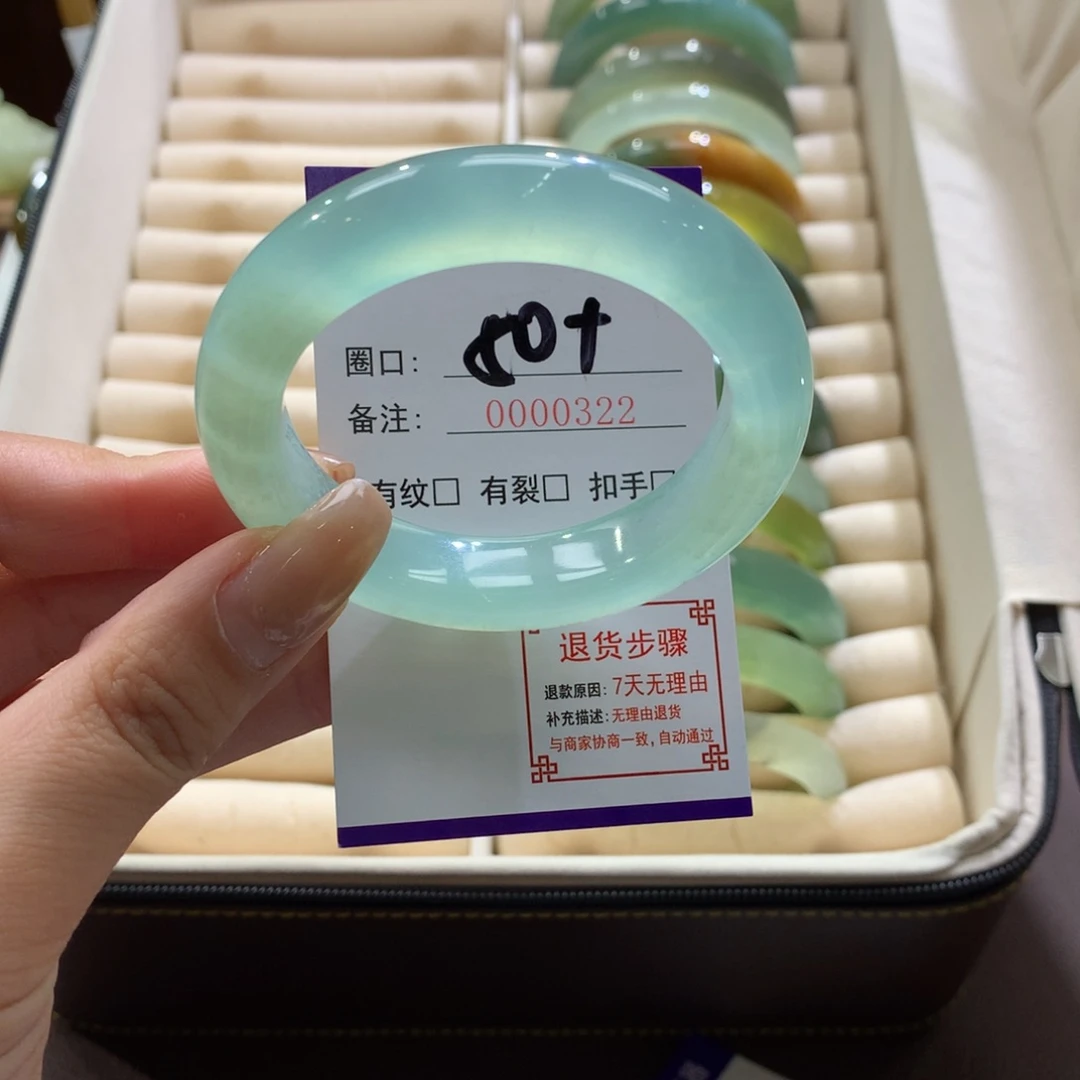 圈口:
备注: 0000322
有纹□ 有裂□ 扣手□
退货步骤
退款原因: 7天无理由
补充描述: 无理由退货
与商家协商一致, 自动通过